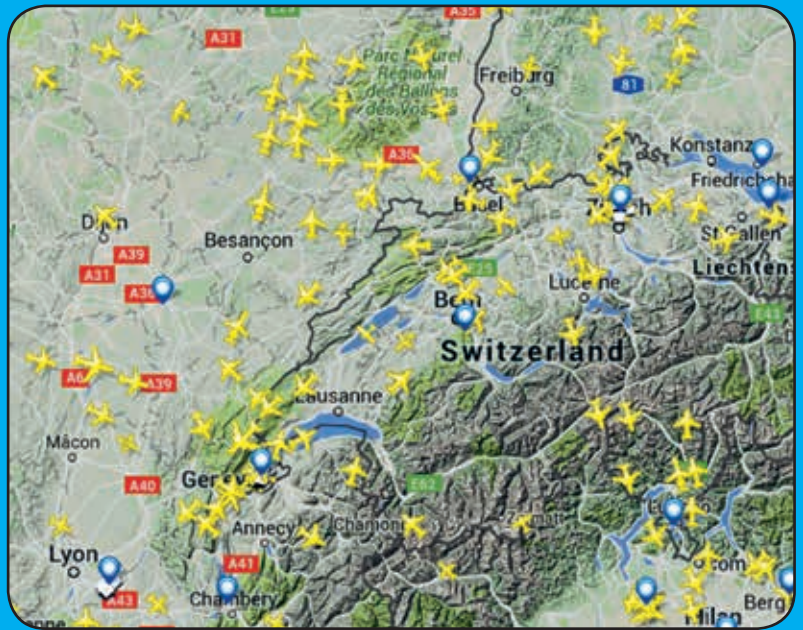 A35
A31
Parc Naturel
Régional
des Ballons
des Vosges
Freiburg
81
A36
Konstanz
Friedrichsha
Basel
Zürich
Dijon
Besançon
St Gallen
A39
A31
A36
Liechtens
Bern
Lucerne
E43
Switzerland
A6
A39
Lausanne
Mâcon
Geneva
A40
E62
Annecy
Chamonix
Zermatt
Lyon
A41
Como
A43
Chambéry
Berg
Milan